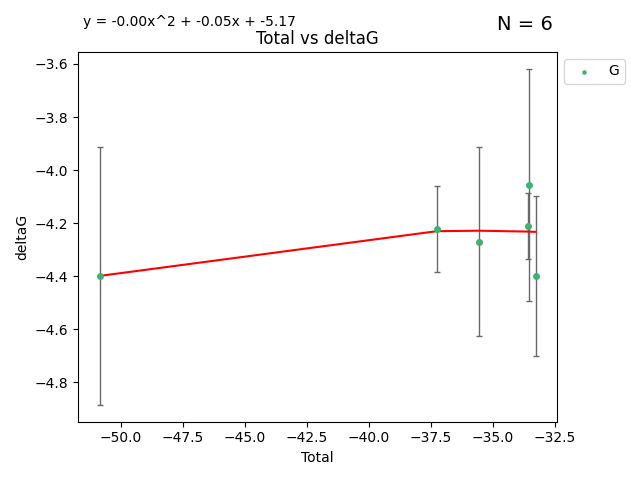 y = -0.00x^2 + -0.05x + -5.17
N = 6
Total vs deltaG
G
−3.6
−3.8
−4.0
−4.2
−4.4
−4.6
−4.8
deltaG
−50.0 −47.5 −45.0 −42.5 −40.0 −37.5 −35.0 −32.5
Total